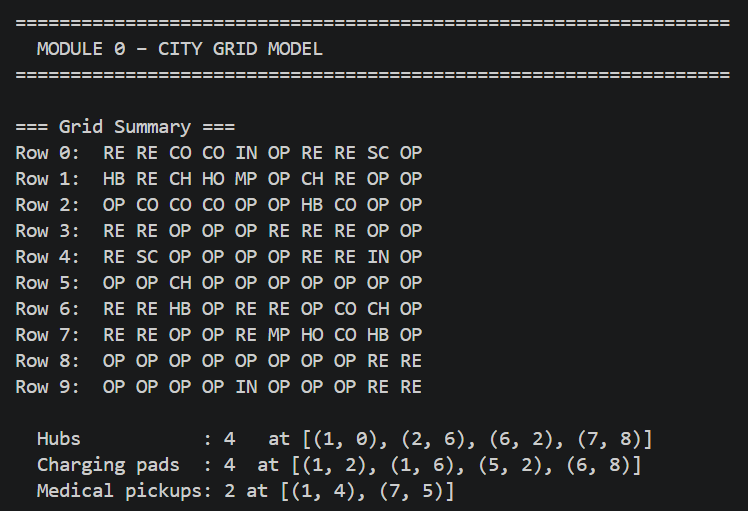 =================================================================
MODULE 0 – CITY GRID MODEL
=================================================================
=== Grid Summary ===
Row 0:  RE RE CO CO IN OP RE RE SC OP
Row 1:  HB RE CH HO MP OP CH RE OP OP
Row 2:  OP CO CO CO OP OP HB CO OP OP
Row 3:  RE RE OP OP OP RE RE RE OP OP
Row 4:  RE SC OP OP OP OP RE RE IN OP
Row 5:  OP OP CH OP OP OP OP OP OP OP
Row 6:  RE RE HB OP RE RE OP CO CH OP
Row 7:  RE RE OP OP RE MP HO CO HB OP
Row 8:  OP OP OP OP OP OP OP OP RE RE
Row 9:  OP OP OP OP IN OP OP OP RE RE
Hubs           : 4   at [(1, 0), (2, 6), (6, 2), (7, 8)]
Charging pads  : 4  at [(1, 2), (1, 6), (5, 2), (6, 8)]
Medical pickups: 2 at [(1, 4), (7, 5)]